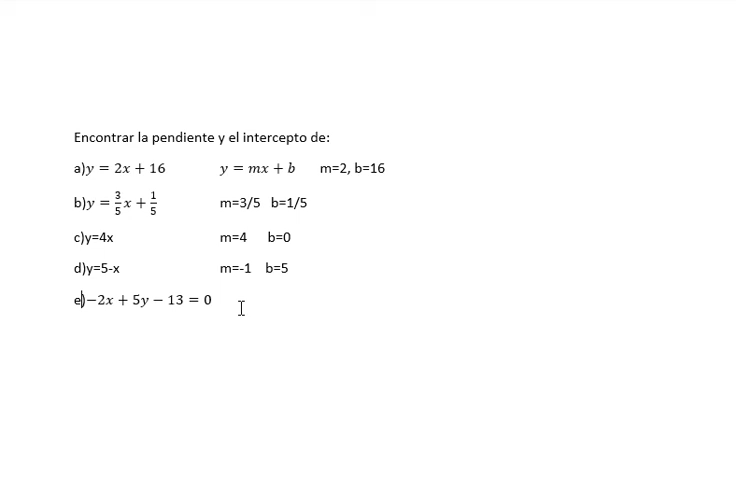 Encontrar la pendiente y el intercepto de:
a)y = 2x + 16 y = mx + b m=2, b=16
b)y = 3/5 x + 1/5 m=3/5 b=1/5
c)y=4x m=4 b=0
d)y=5-x m=-1 b=5
e)−2x + 5y − 13 = 0